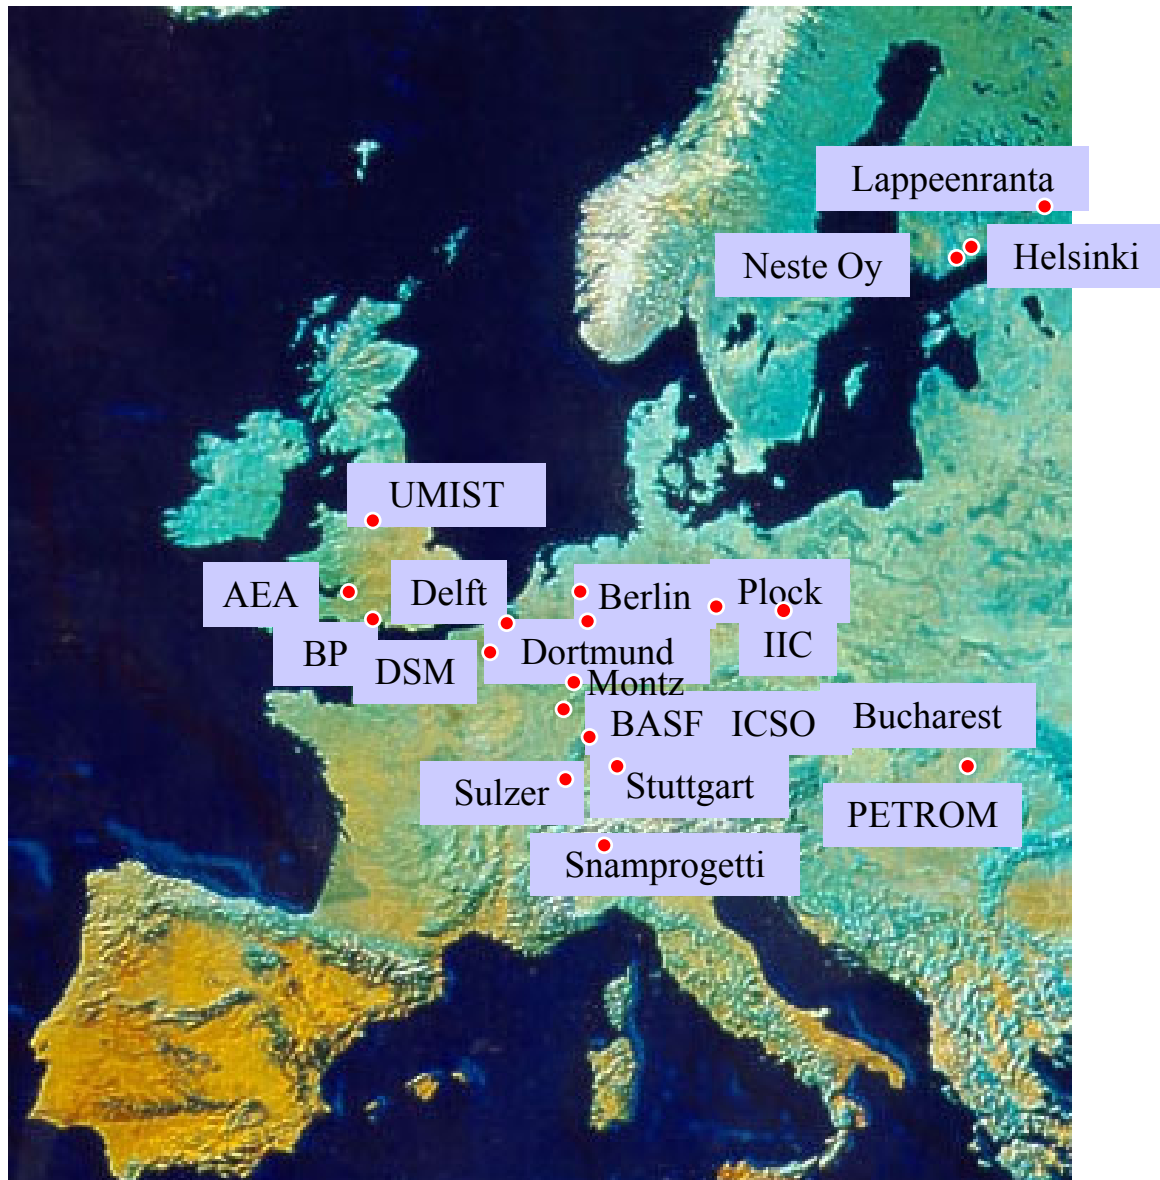 Lappeenranta
Neste Oy
Helsinki
UMIST
AEA
Delft
Berlin
Plock
BP
DSM
Dortmund
IIC
Montz
BASF
ICSO
Bucharest
Sulzer
Stuttgart
PETROM
Snamprogetti